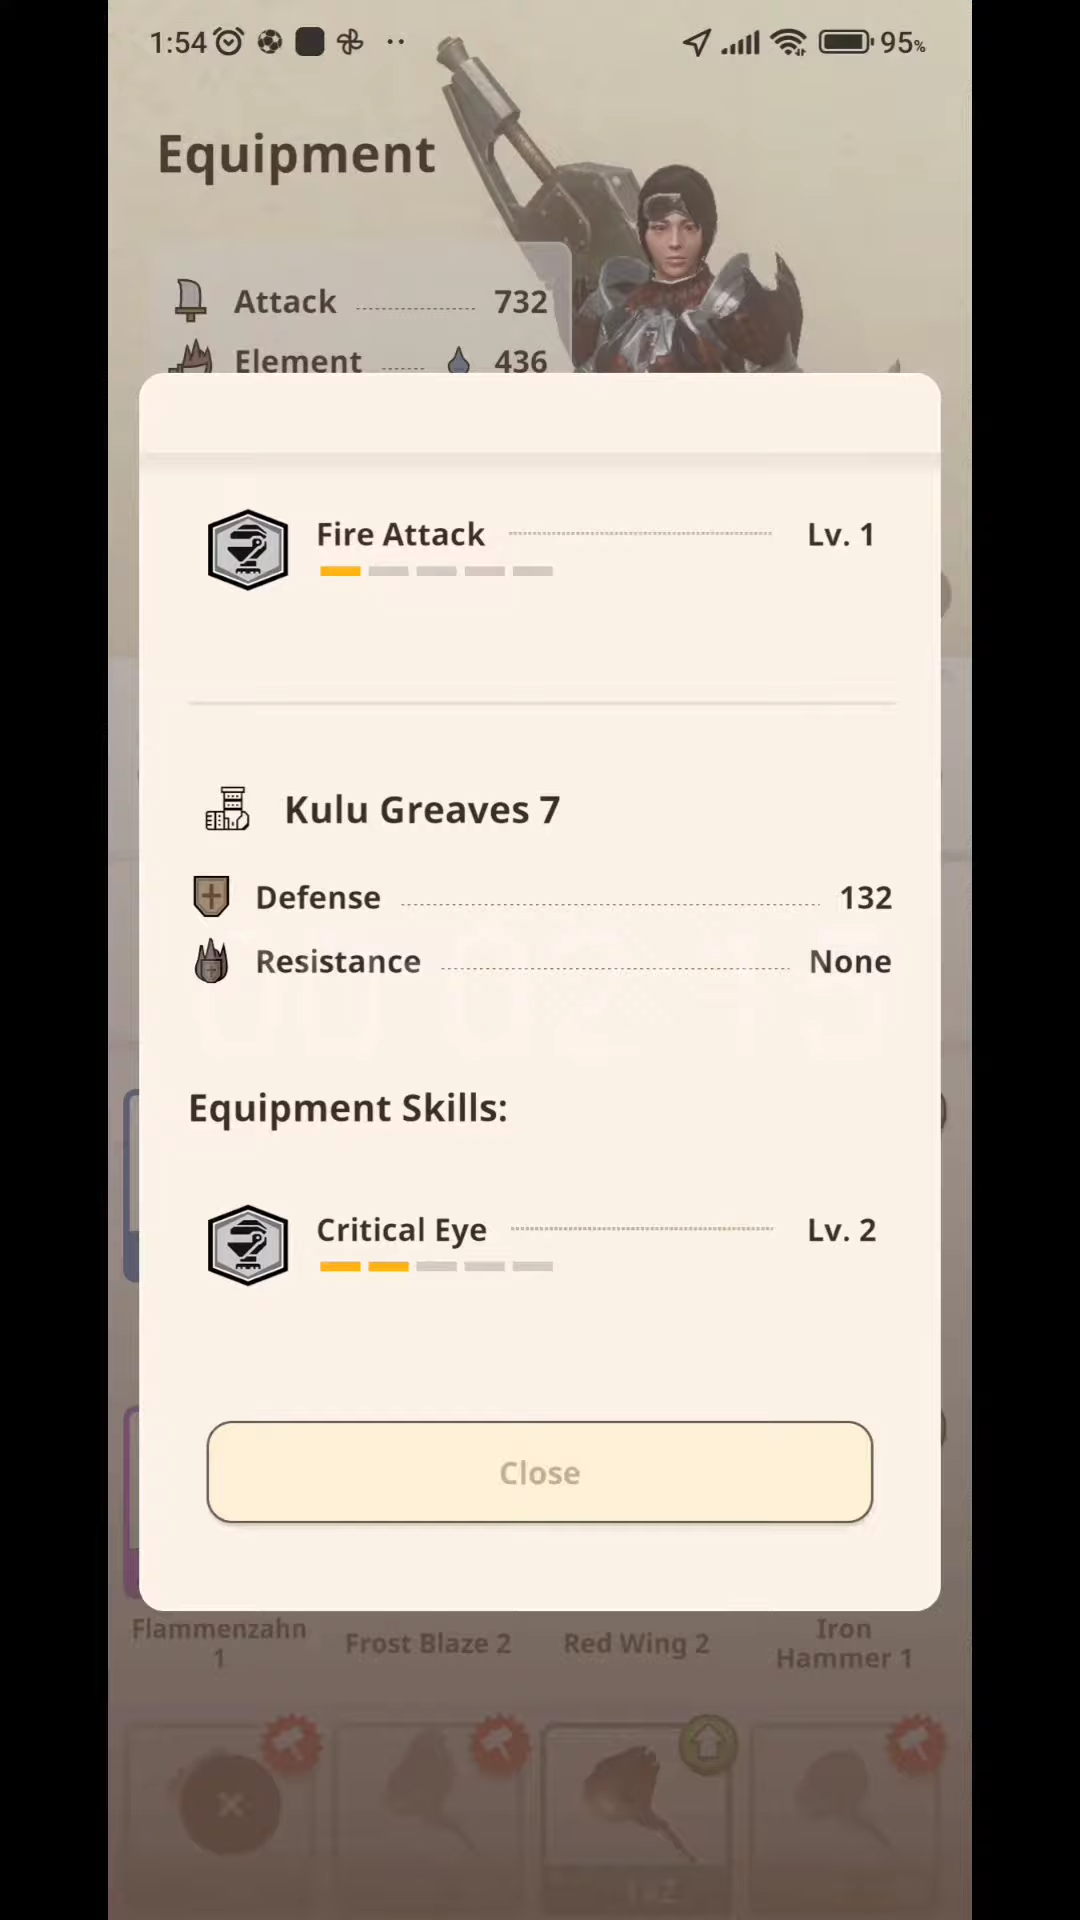 1:54
95%
Equipment
Attack 732
Element 436
Fire Attack Lv. 1
Kulu Greaves 7
Defense 132
Resistance None
Equipment Skills:
Critical Eye Lv. 2
Close
Flammenzahn
1
Frost Blaze 2
Red Wing 2
Iron
Hammer 1